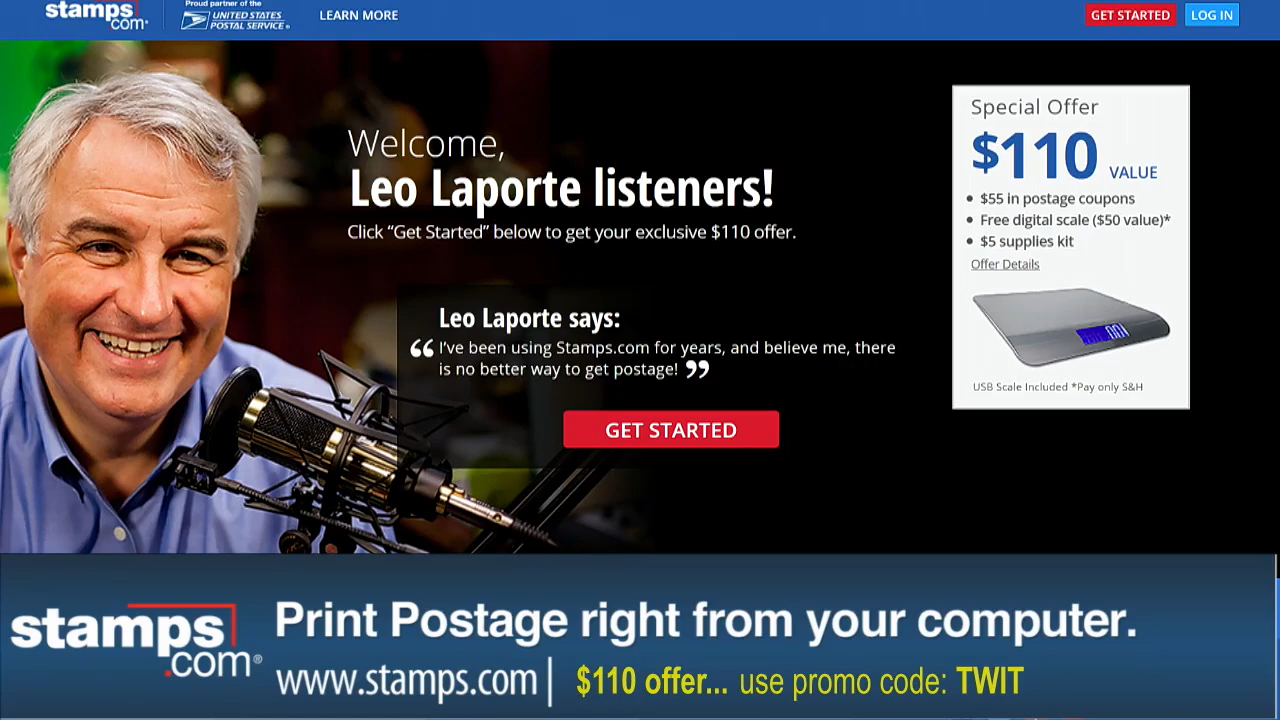 stamps
.com
Proud partner of the
UNITED STATES
POSTAL SERVICE®
LEARN MORE
GET STARTED
LOG IN
Welcome,
Leo Laporte listeners!
Click “Get Started” below to get your exclusive $110 offer.
Leo Laporte says:
“ I’ve been using Stamps.com for years, and believe me, there
is no better way to get postage! ”
GET STARTED
Special Offer
$110 VALUE
• $55 in postage coupons
• Free digital scale ($50 value)*
• $5 supplies kit
Offer Details
USB Scale Included *Pay only S&H
stamps
.com®
Print Postage right from your computer.
www.stamps.com | $110 offer... use promo code: TWIT